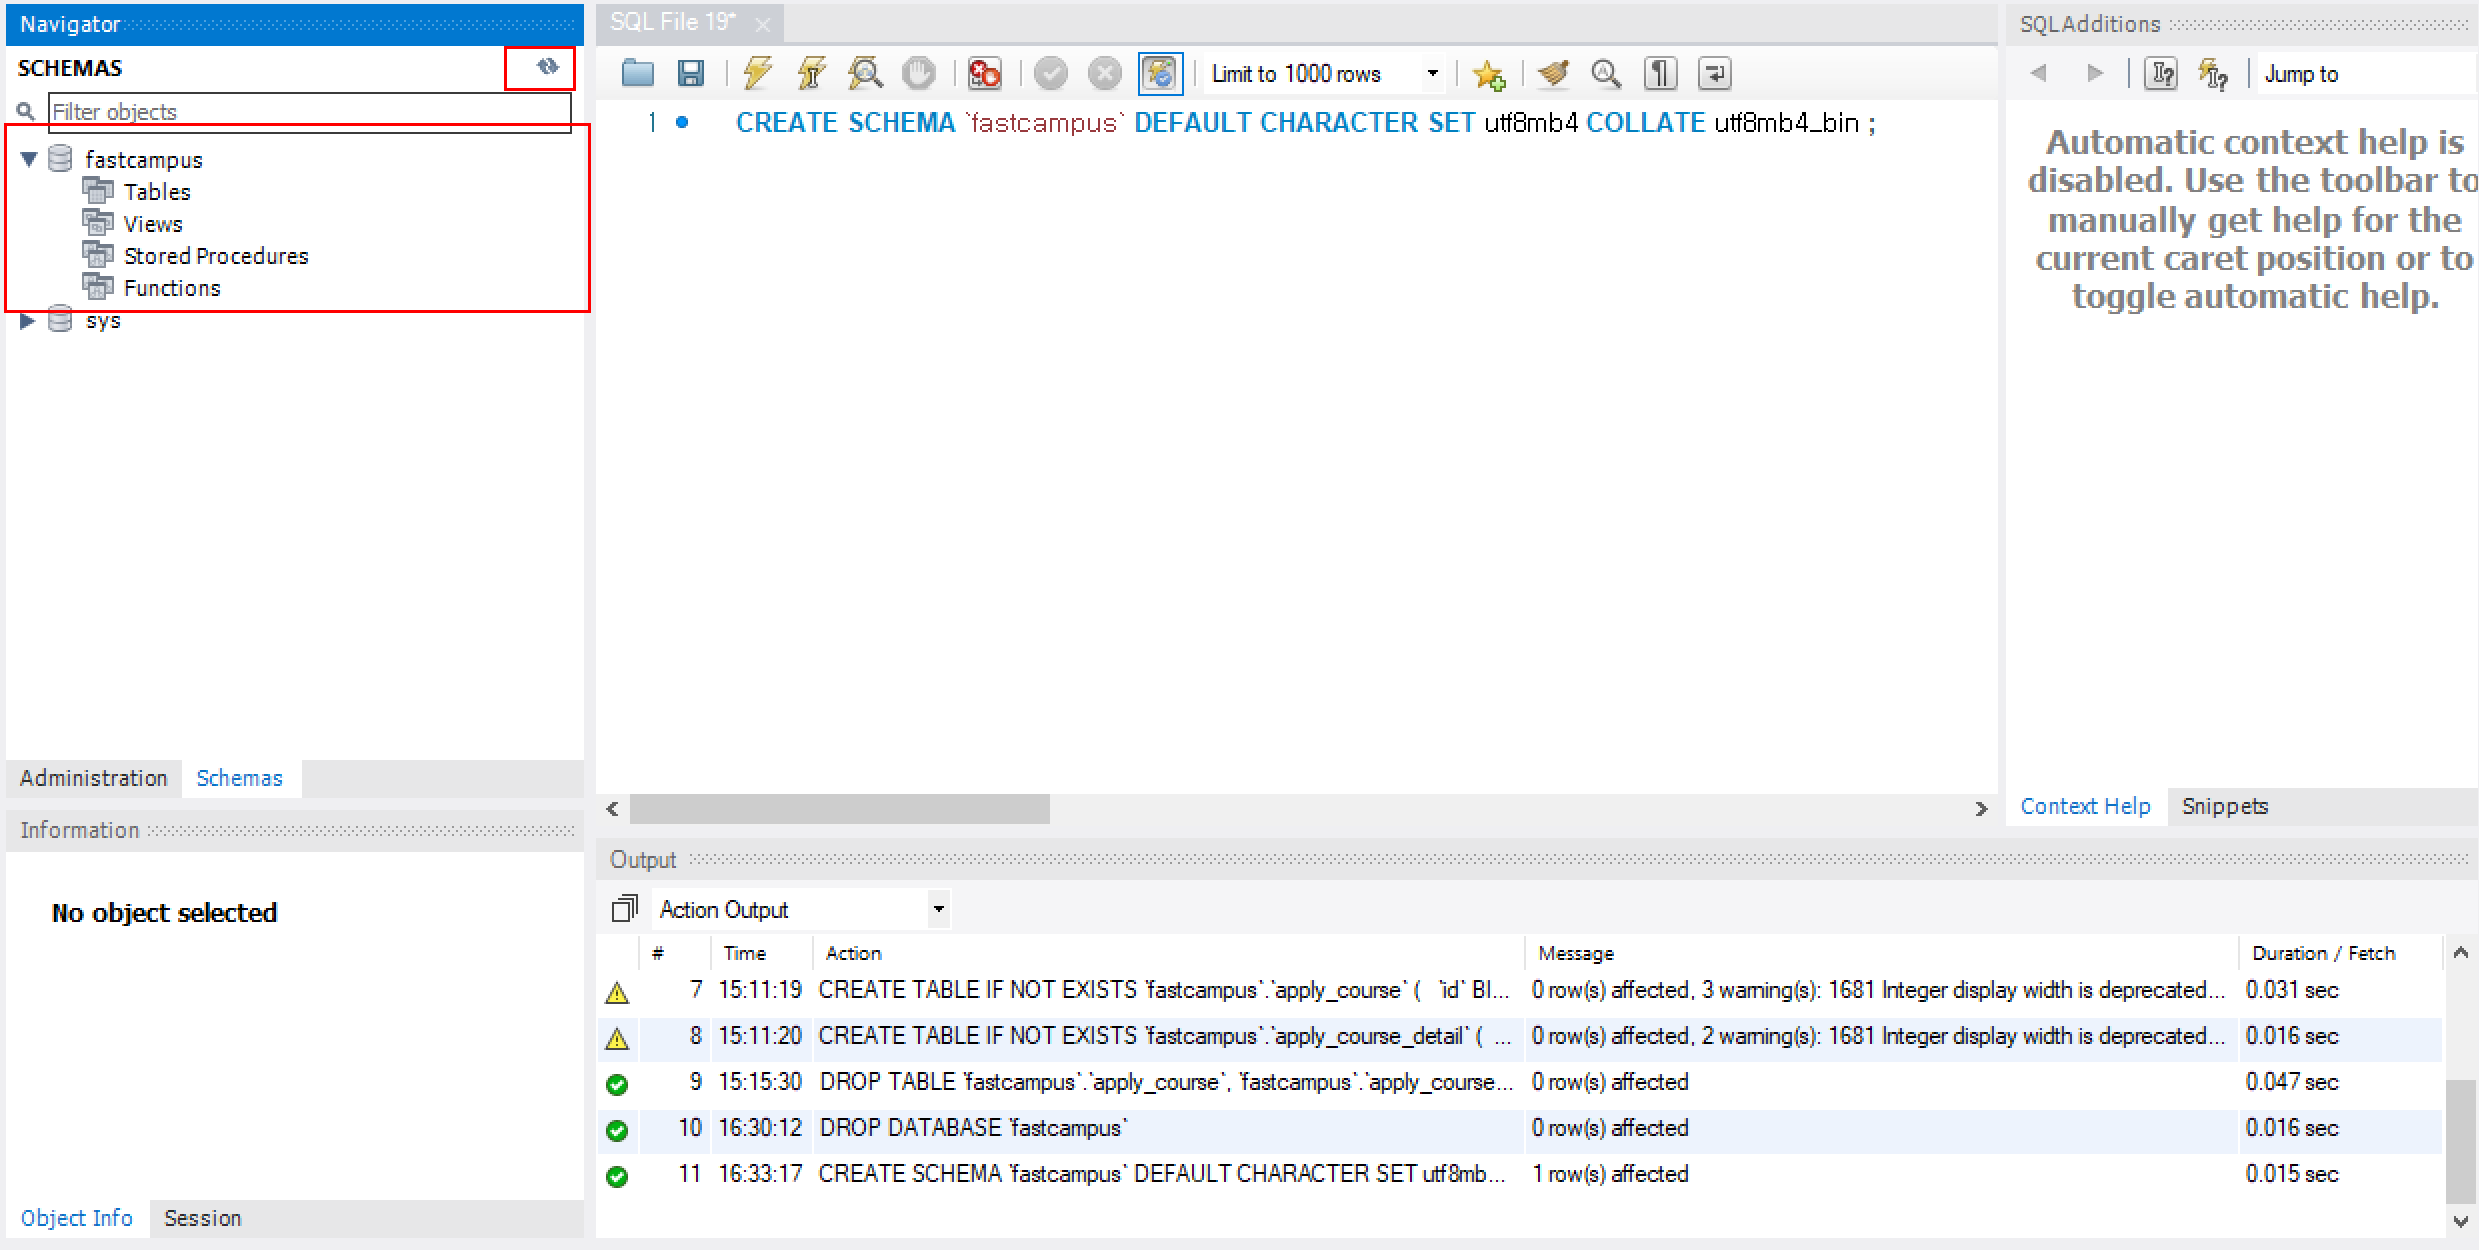 Navigator
SCHEMAS
Filter objects
fastcampus
Tables
Views
Stored Procedures
Functions
sys
Administration
Schemas
Information
No object selected
Object Info
Session
SQL File 19*
Limit to 1000 rows
1
CREATE SCHEMA `fastcampus` DEFAULT CHARACTER SET utf8mb4 COLLATE utf8mb4_bin ;
SQLAdditions
Jump to
Automatic context help is
disabled. Use the toolbar to
manually get help for the
current caret position or to
toggle automatic help.
Context Help
Snippets
Output
Action Output
# Time Action Message Duration / Fetch
7 15:11:19 CREATE TABLE IF NOT EXISTS `fastcampus`.`apply_course` ( `id` BI... 0 row(s) affected, 3 warning(s): 1681 Integer display width is deprecated... 0.031 sec
8 15:11:20 CREATE TABLE IF NOT EXISTS `fastcampus`.`apply_course_detail` ( ... 0 row(s) affected, 2 warning(s): 1681 Integer display width is deprecated... 0.016 sec
9 15:15:30 DROP TABLE `fastcampus`.`apply_course`, `fastcampus`.`apply_course... 0 row(s) affected 0.047 sec
10 16:30:12 DROP DATABASE `fastcampus` 0 row(s) affected 0.016 sec
11 16:33:17 CREATE SCHEMA `fastcampus` DEFAULT CHARACTER SET utf8mb... 1 row(s) affected 0.015 sec